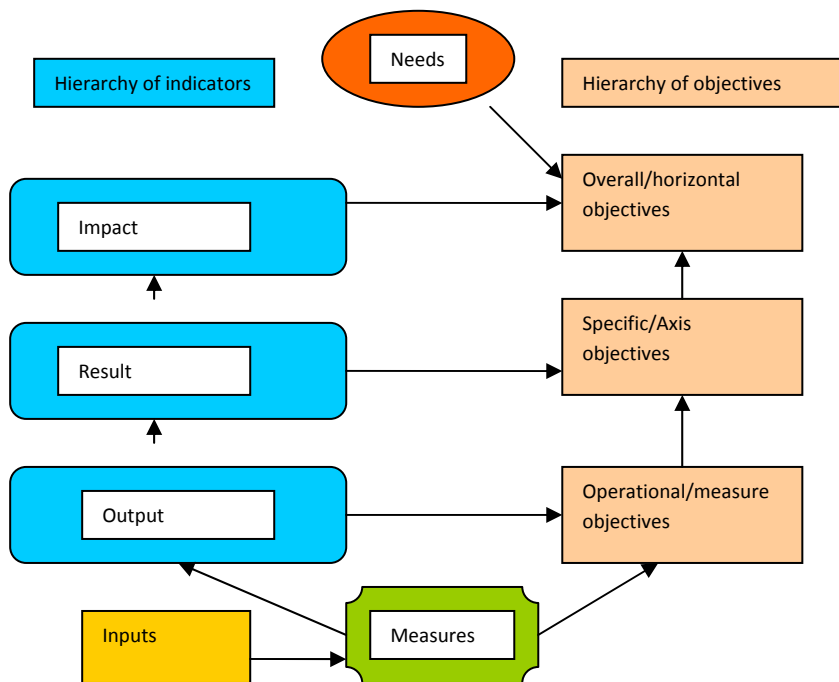 Needs
Hierarchy of indicators
Hierarchy of objectives
Overall/horizontal
objectives
Impact
Specific/Axis
objectives
Result
Operational/measure
objectives
Output
Inputs
Measures